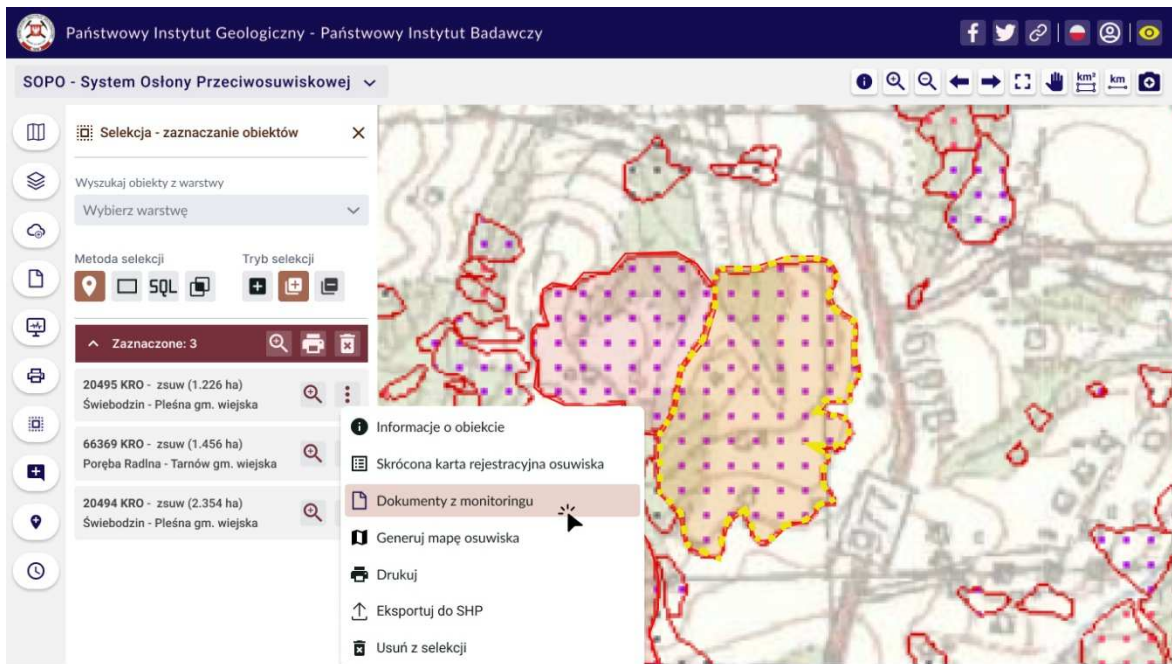 Państwowy Instytut Geologiczny - Państwowy Instytut Badawczy
SOPO - System Osłony Przeciwosuwiskowej
km²
km
Selekcja - zaznaczanie obiektów
Wyszukaj obiekty z warstwy
Wybierz warstwę
Metoda selekcji
Tryb selekcji
SQL
Zaznaczone: 3
20495 KRO - zsuw (1.226 ha)
Świebodzin - Pleśna gm. wiejska
66369 KRO - zsuw (1.456 ha)
Poręba Radlna - Tarnów gm. wiejska
20494 KRO - zsuw (2.354 ha)
Świebodzin - Pleśna gm. wiejska
Informacje o obiekcie
Skrócona karta rejestracyjna osuwiska
Dokumenty z monitoringu
Generuj mapę osuwiska
Drukuj
Eksportuj do SHP
Usuń z selekcji
977